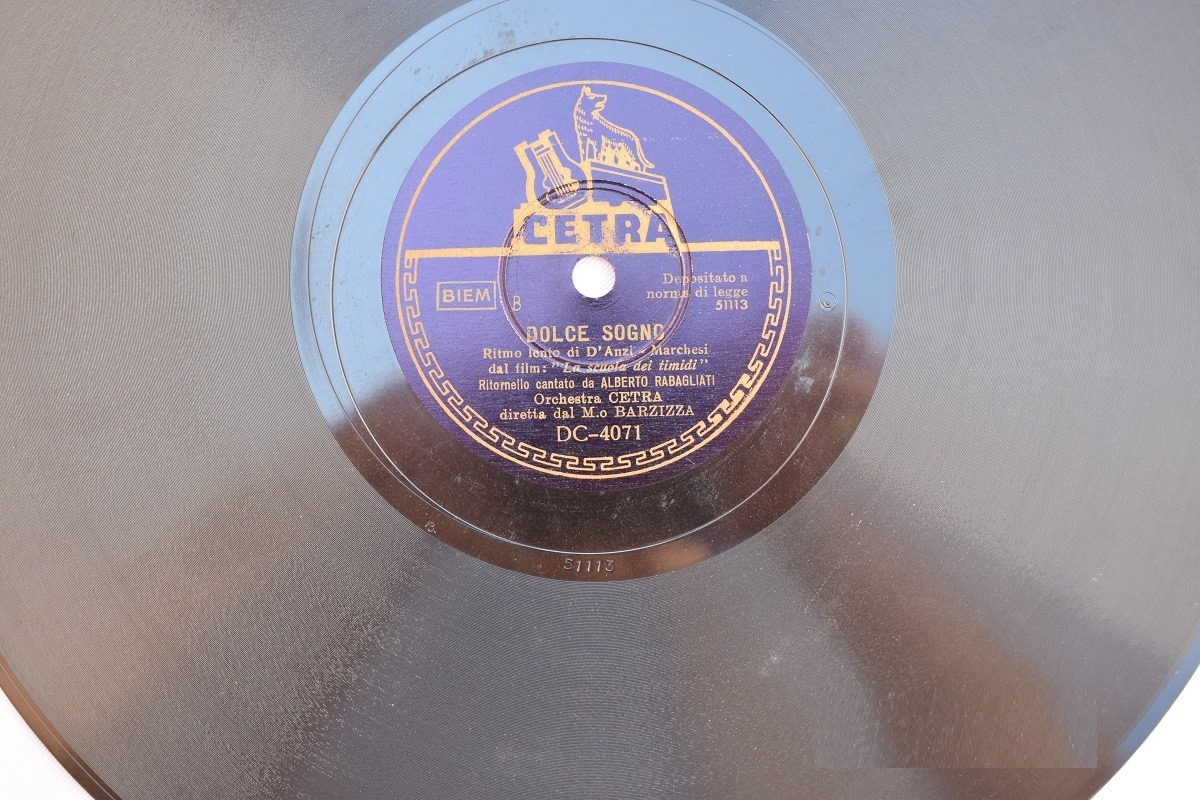 CETRA
BIEM
B
Depositato a
norma di legge
51113
DOLCE SOGNO
Ritmo lento di D'Anzi - Marchesi
dal film: "La scuola dei timidi"
Ritornello cantato da ALBERTO RABAGLIATI
Orchestra CETRA
diretta dal M.o BARZIZZA
DC-4071
B.
51113